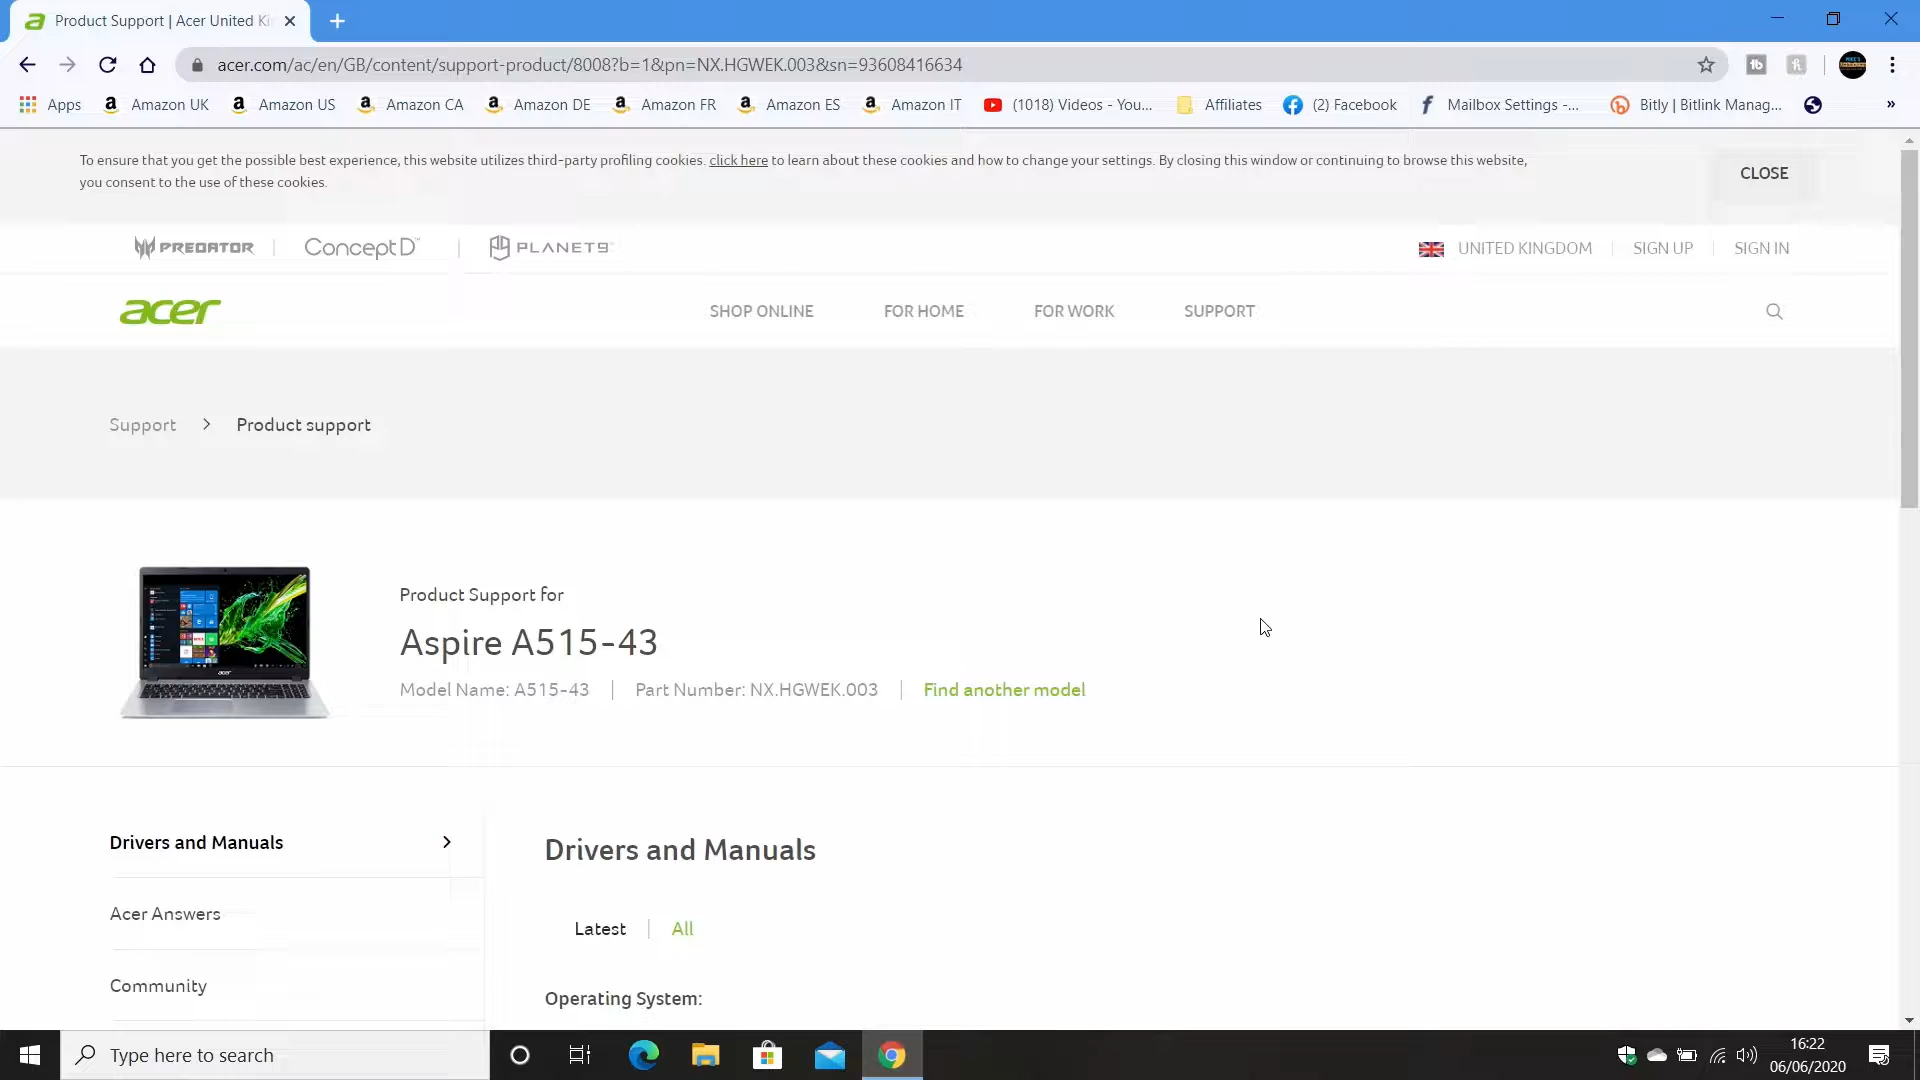 Product Support | Acer United Ki
acer.com/ac/en/GB/content/support-product/8008?b=1&pn=NX.HGWEK.003&sn=93608416634
Apps Amazon UK Amazon US Amazon CA Amazon DE Amazon FR Amazon ES Amazon IT (1018) Videos - You... Affiliates (2) Facebook Mailbox Settings -... Bitly | Bitlink Manag... »
To ensure that you get the possible best experience, this website utilizes third-party profiling cookies. click here to learn about these cookies and how to change your settings. By closing this window or continuing to browse this website,
you consent to the use of these cookies.
CLOSE
PREDATOR ConceptD™ PLANET9™ UNITED KINGDOM SIGN UP SIGN IN
acer SHOP ONLINE FOR HOME FOR WORK SUPPORT
Support > Product support
Product Support for
Aspire A515-43
Model Name: A515-43 | Part Number: NX.HGWEK.003 | Find another model
Drivers and Manuals
Acer Answers
Community
Drivers and Manuals
Latest | All
Operating System:
Type here to search
16:22
06/06/2020